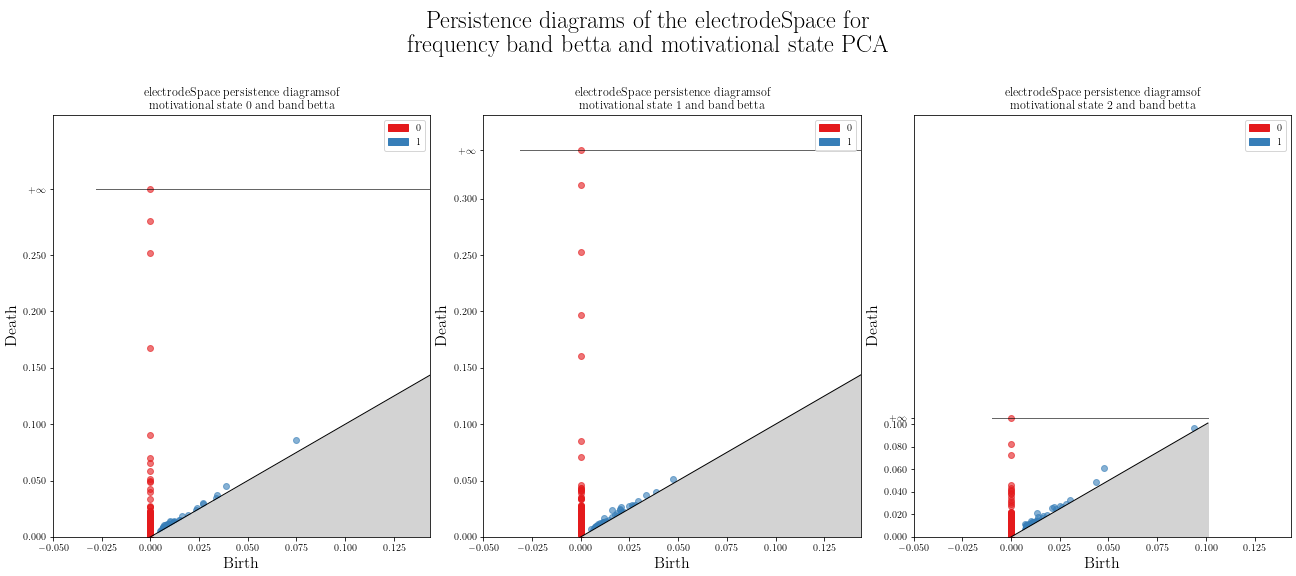 Persistence diagrams of the electrodeSpace for
frequency band betta and motivational state PCA
electrodeSpace persistence diagramsof
motivational state 0 and band betta
0
1
+∞
0.250
0.200
0.150
0.100
0.050
0.000
Death
−0.050 −0.025 0.000 0.025 0.050 0.075 0.100 0.125
Birth
electrodeSpace persistence diagramsof
motivational state 1 and band betta
0
1
+∞
0.300
0.250
0.200
0.150
0.100
0.050
0.000
Death
−0.050 −0.025 0.000 0.025 0.050 0.075 0.100 0.125
Birth
electrodeSpace persistence diagramsof
motivational state 2 and band betta
0
1
+∞
0.100
0.080
0.060
0.040
0.020
0.000
Death
−0.050 −0.025 0.000 0.025 0.050 0.075 0.100 0.125
Birth